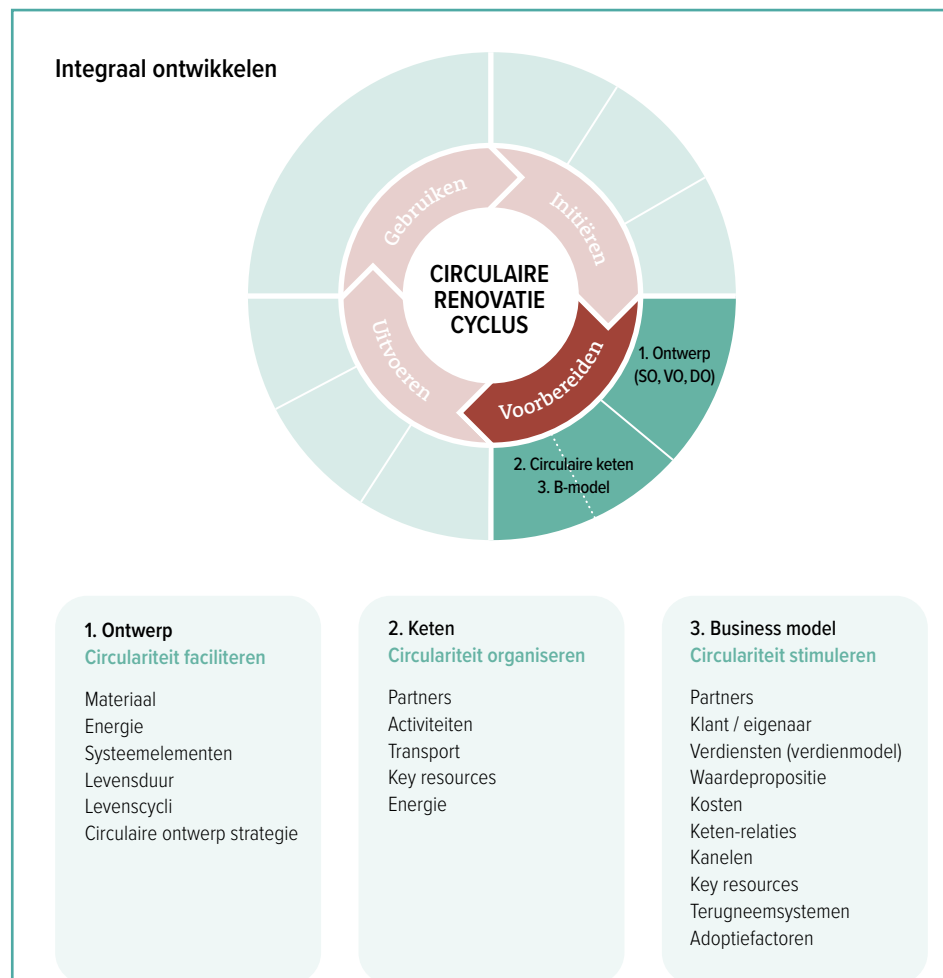 Integraal ontwikkelen
Gebruiken
Initiëren
CIRCULAIRE
RENOVATIE
CYCLUS
Uitvoeren
Voorbereiden
1. Ontwerp
(SO, VO, DO)
2. Circulaire keten
3. B-model
1. Ontwerp
Circulariteit faciliteren
Materiaal
Energie
Systeemelementen
Levensduur
Levenscycli
Circulaire ontwerp strategie
2. Keten
Circulariteit organiseren
Partners
Activiteiten
Transport
Key resources
Energie
3. Business model
Circulariteit stimuleren
Partners
Klant / eigenaar
Verdiensten (verdienmodel)
Waardepropositie
Kosten
Keten-relaties
Kanelen
Key resources
Terugneemsystemen
Adoptiefactoren